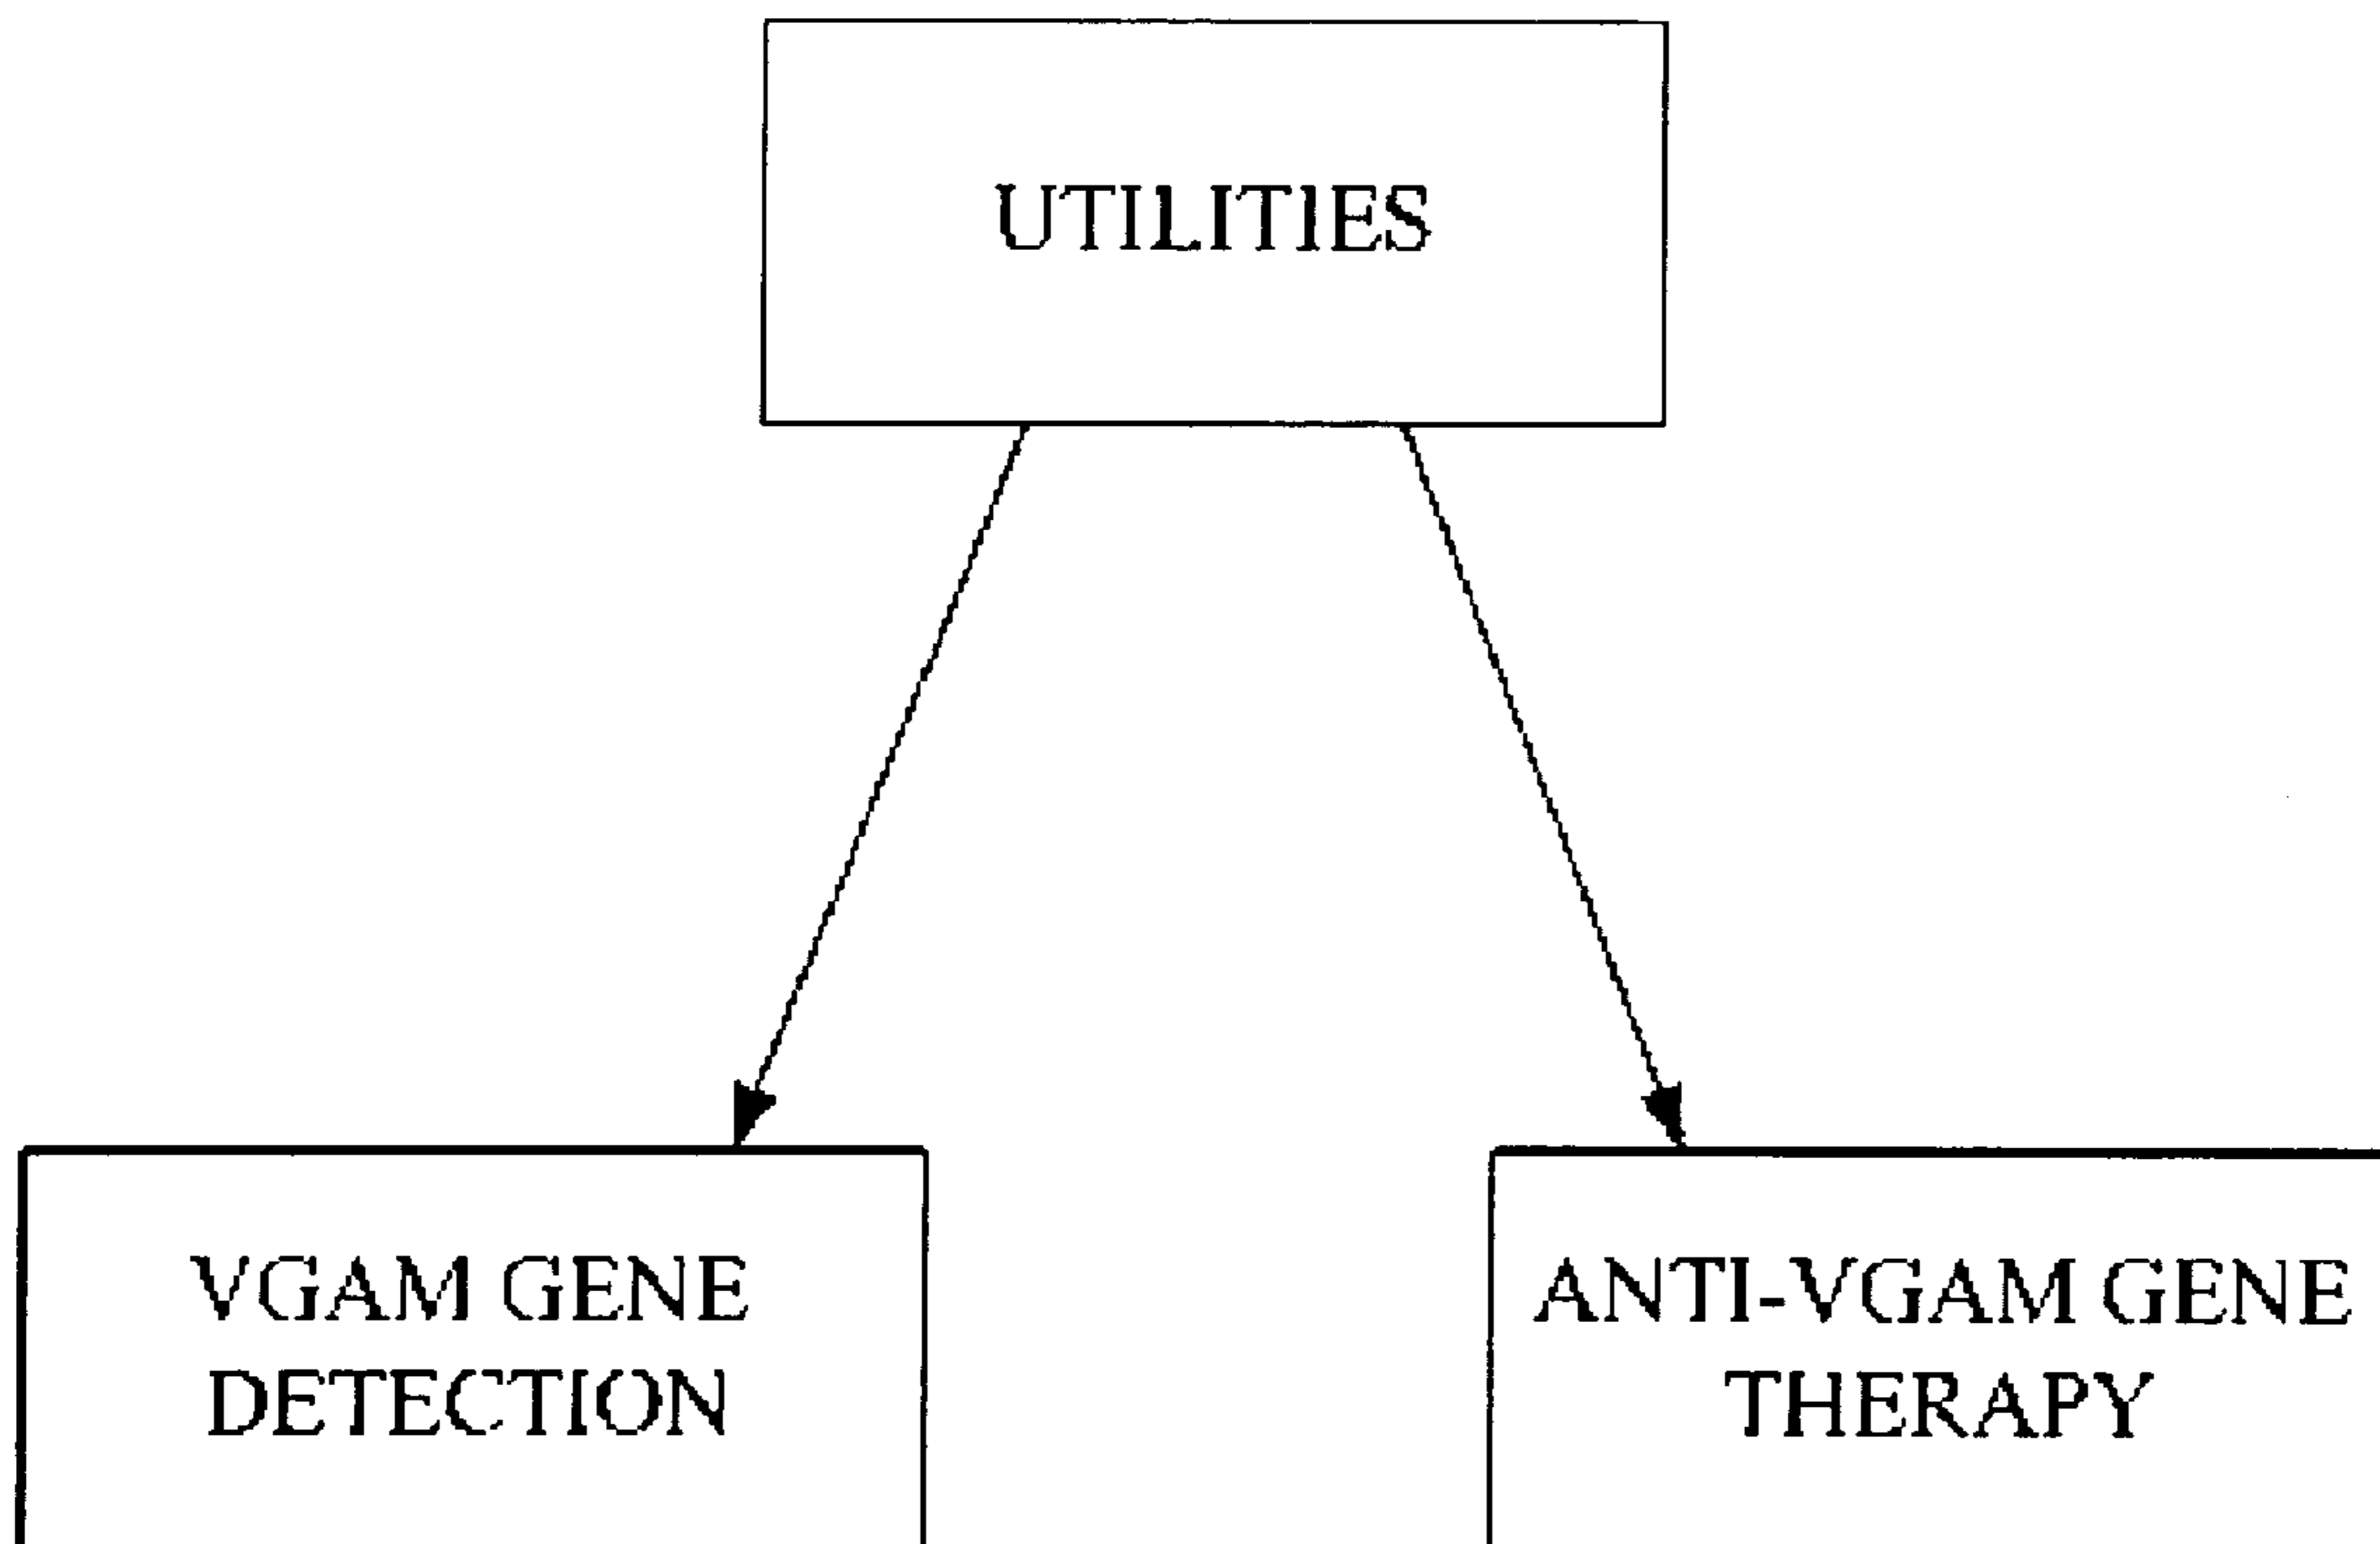 UTILITIES
VGAM GENE
DETECTION
ANTI-VGAM GENE
THERAPY